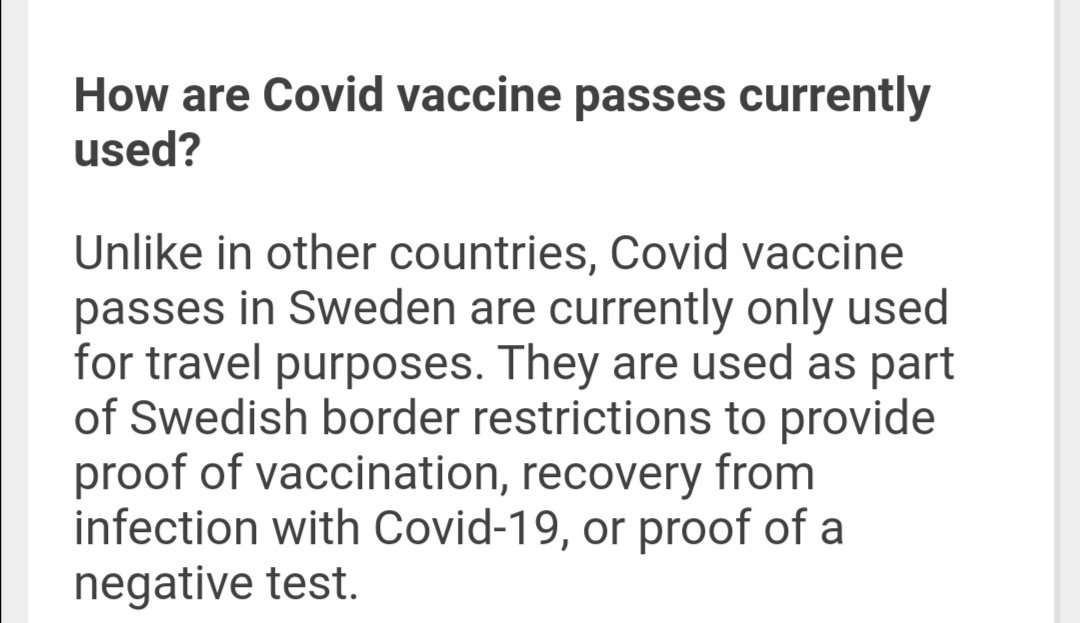 How are Covid vaccine passes currently
used?
Unlike in other countries, Covid vaccine
passes in Sweden are currently only used
for travel purposes. They are used as part
of Swedish border restrictions to provide
proof of vaccination, recovery from
infection with Covid-19, or proof of a
negative test.